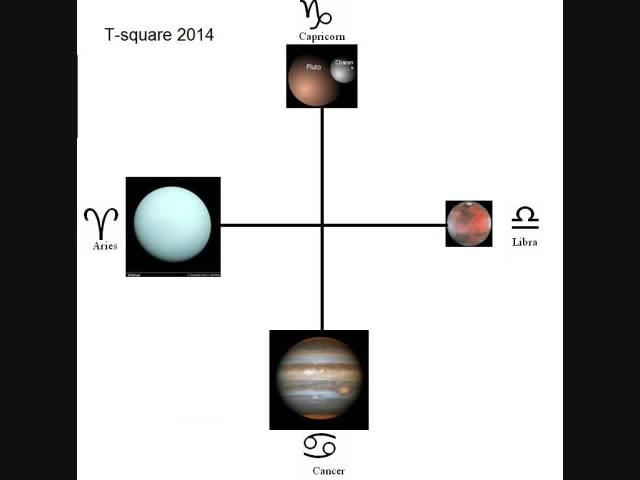 T-square 2014
Capricorn
Pluto
Charon
Aries
Libra
Cancer